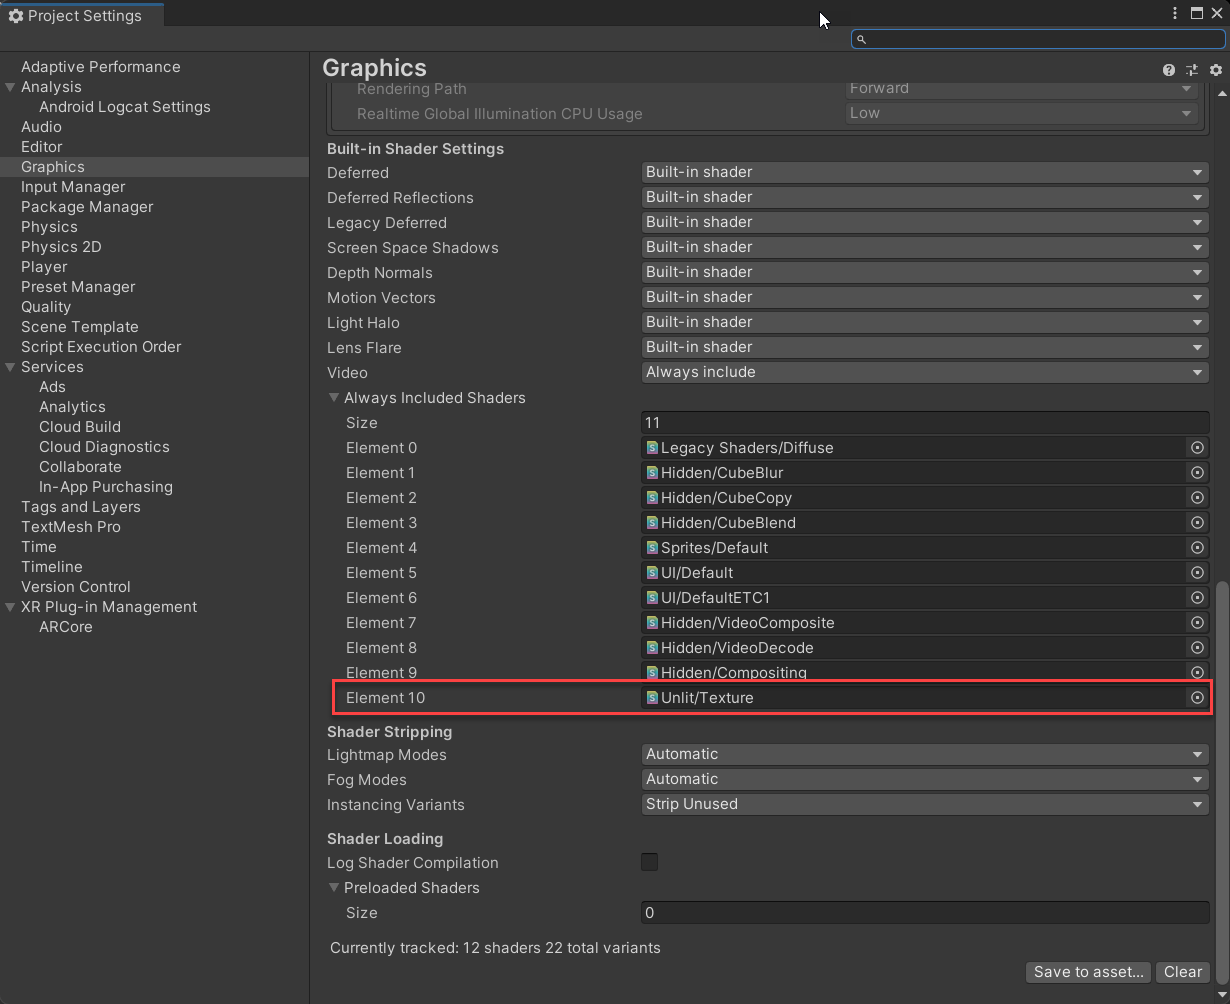 Project Settings
Adaptive Performance
Analysis
Android Logcat Settings
Audio
Editor
Graphics
Input Manager
Package Manager
Physics
Physics 2D
Player
Preset Manager
Quality
Scene Template
Script Execution Order
Services
Ads
Analytics
Cloud Build
Cloud Diagnostics
Collaborate
In-App Purchasing
Tags and Layers
TextMesh Pro
Time
Timeline
Version Control
XR Plug-in Management
ARCore
Graphics
Rendering Path Forward
Realtime Global Illumination CPU Usage Low
Built-in Shader Settings
Deferred Built-in shader
Deferred Reflections Built-in shader
Legacy Deferred Built-in shader
Screen Space Shadows Built-in shader
Depth Normals Built-in shader
Motion Vectors Built-in shader
Light Halo Built-in shader
Lens Flare Built-in shader
Video Always include
Always Included Shaders
Size 11
Element 0 Legacy Shaders/Diffuse
Element 1 Hidden/CubeBlur
Element 2 Hidden/CubeCopy
Element 3 Hidden/CubeBlend
Element 4 Sprites/Default
Element 5 UI/Default
Element 6 UI/DefaultETC1
Element 7 Hidden/VideoComposite
Element 8 Hidden/VideoDecode
Element 9 Hidden/Compositing
Element 10 Unlit/Texture
Shader Stripping
Lightmap Modes Automatic
Fog Modes Automatic
Instancing Variants Strip Unused
Shader Loading
Log Shader Compilation
Preloaded Shaders
Size 0
Currently tracked: 12 shaders 22 total variants
Save to asset... Clear